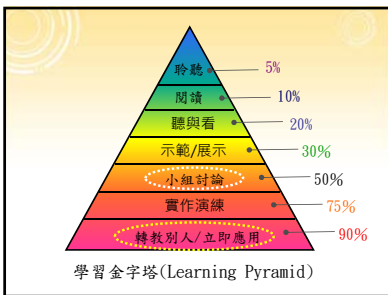 聆聽 5%
閱讀 10%
聽與看 20%
示範/展示 30%
小組討論 50%
實作演練 75%
轉教別人/立即應用 90%
學習金字塔(Learning Pyramid)